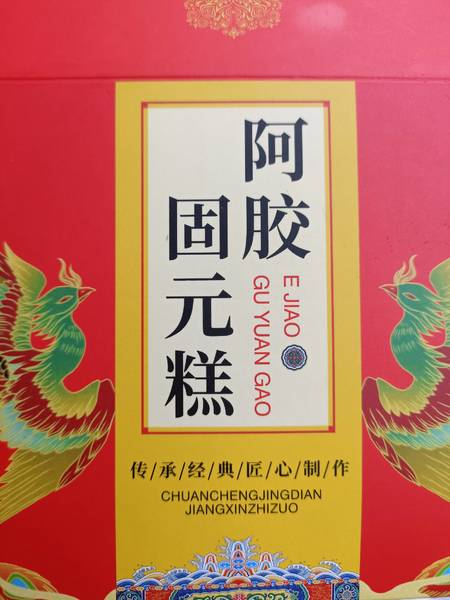 阿胶
固元糕
E JIAO
GU YUAN GAO
传/承/经/典/匠/心/制/作
CHUANCHENGJINGDIAN
JIANGXINZHIZUO